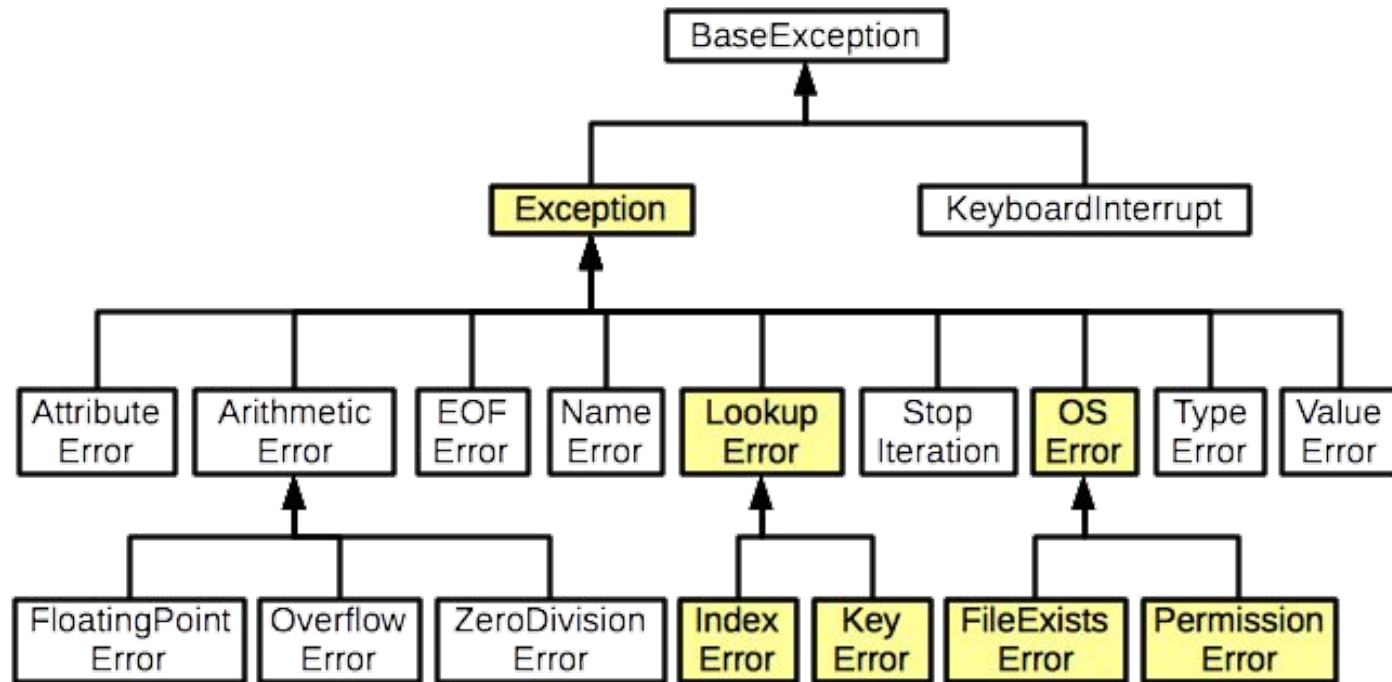 BaseException
Exception
KeyboardInterrupt
Attribute
Error
Arithmetic
Error
EOF
Error
Name
Error
Lookup
Error
Stop
Iteration
OS
Error
Type
Error
Value
Error
FloatingPoint
Error
Overflow
Error
ZeroDivision
Error
Index
Error
Key
Error
FileExists
Error
Permission
Error